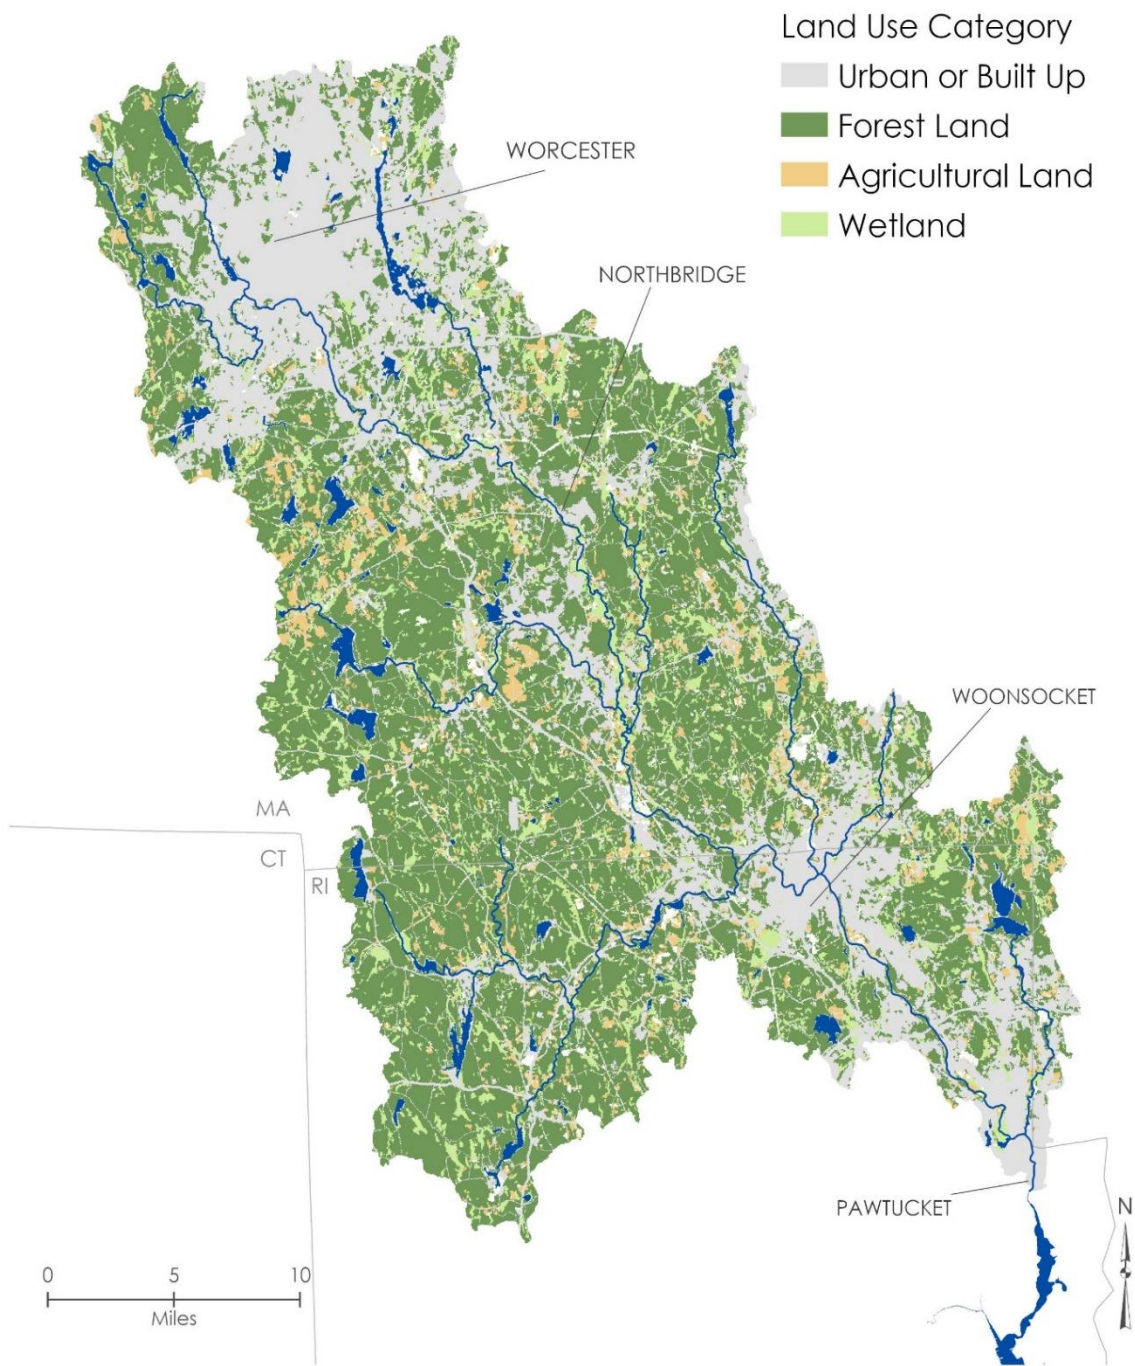 Land Use Category
Urban or Built Up
Forest Land
Agricultural Land
Wetland
WORCESTER
NORTHBRIDGE
WOONSOCKET
MA
CT
RI
PAWTUCKET
N
0 5 10
Miles